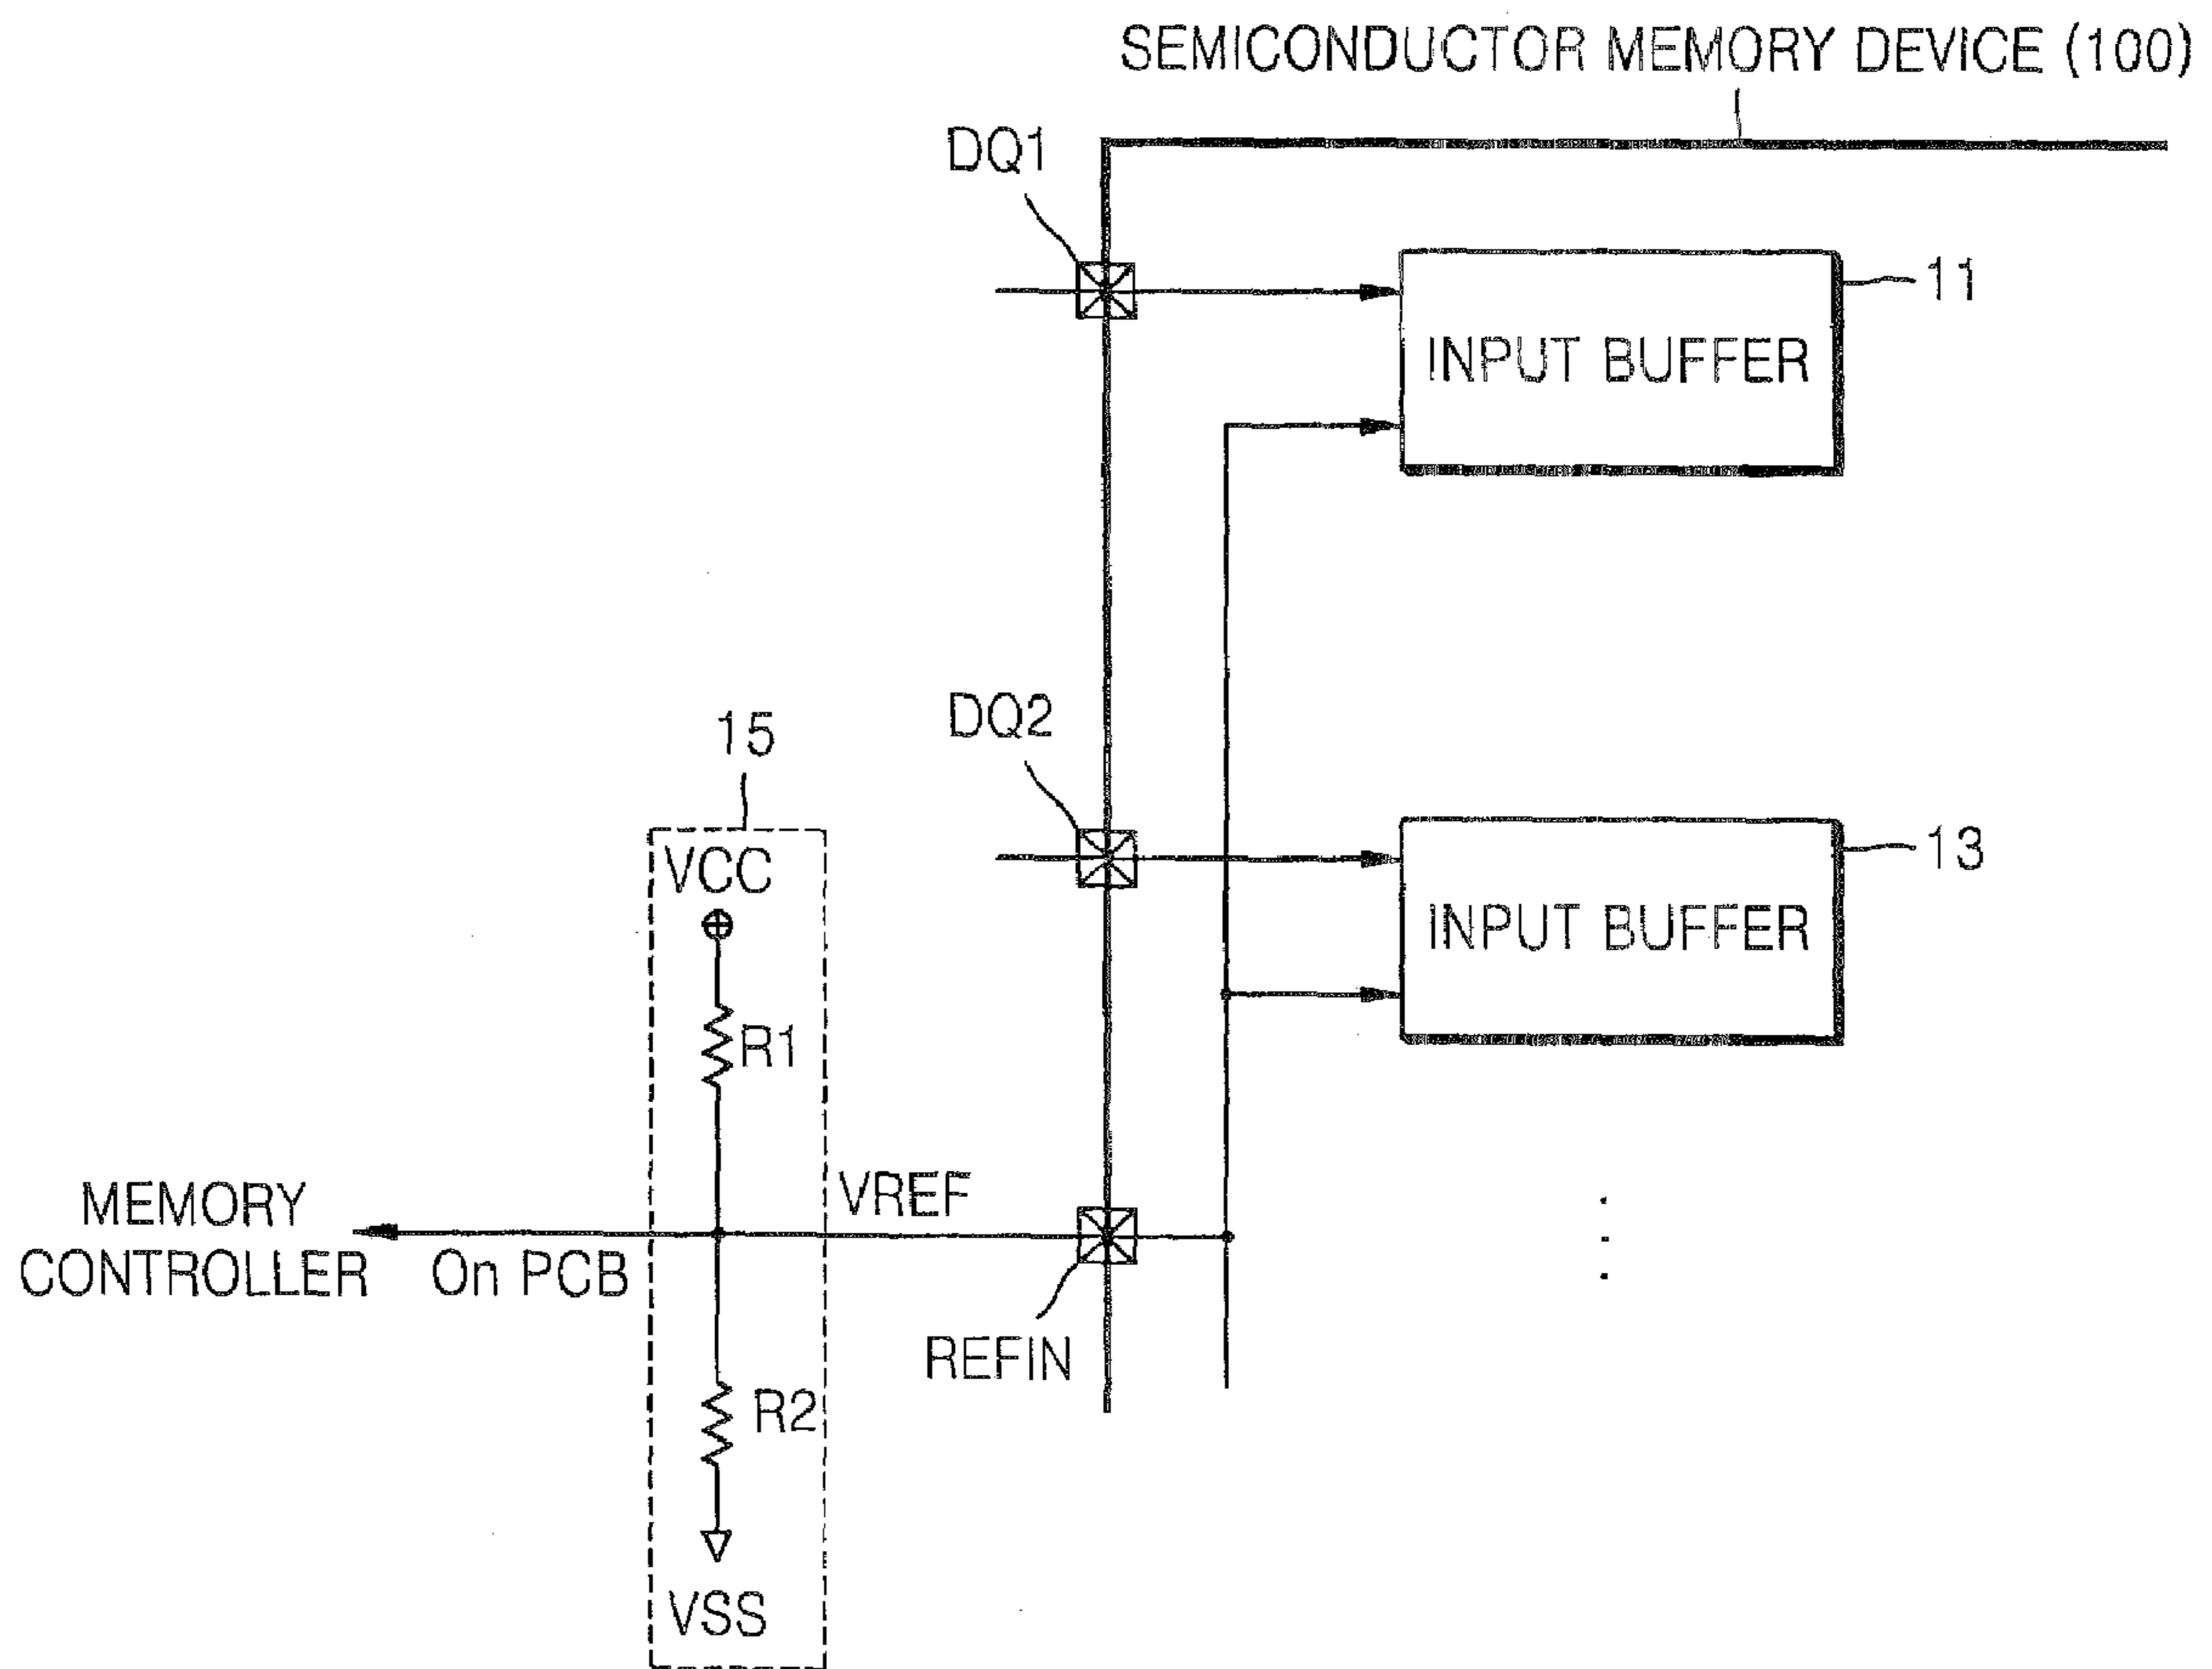 SEMICONDUCTOR MEMORY DEVICE (100)
DQ1
11
INPUT BUFFER
DQ2
15
13
VCC
INPUT BUFFER
R1
MEMORY
CONTROLLER
On PCB
VREF
REFIN
R2
VSS